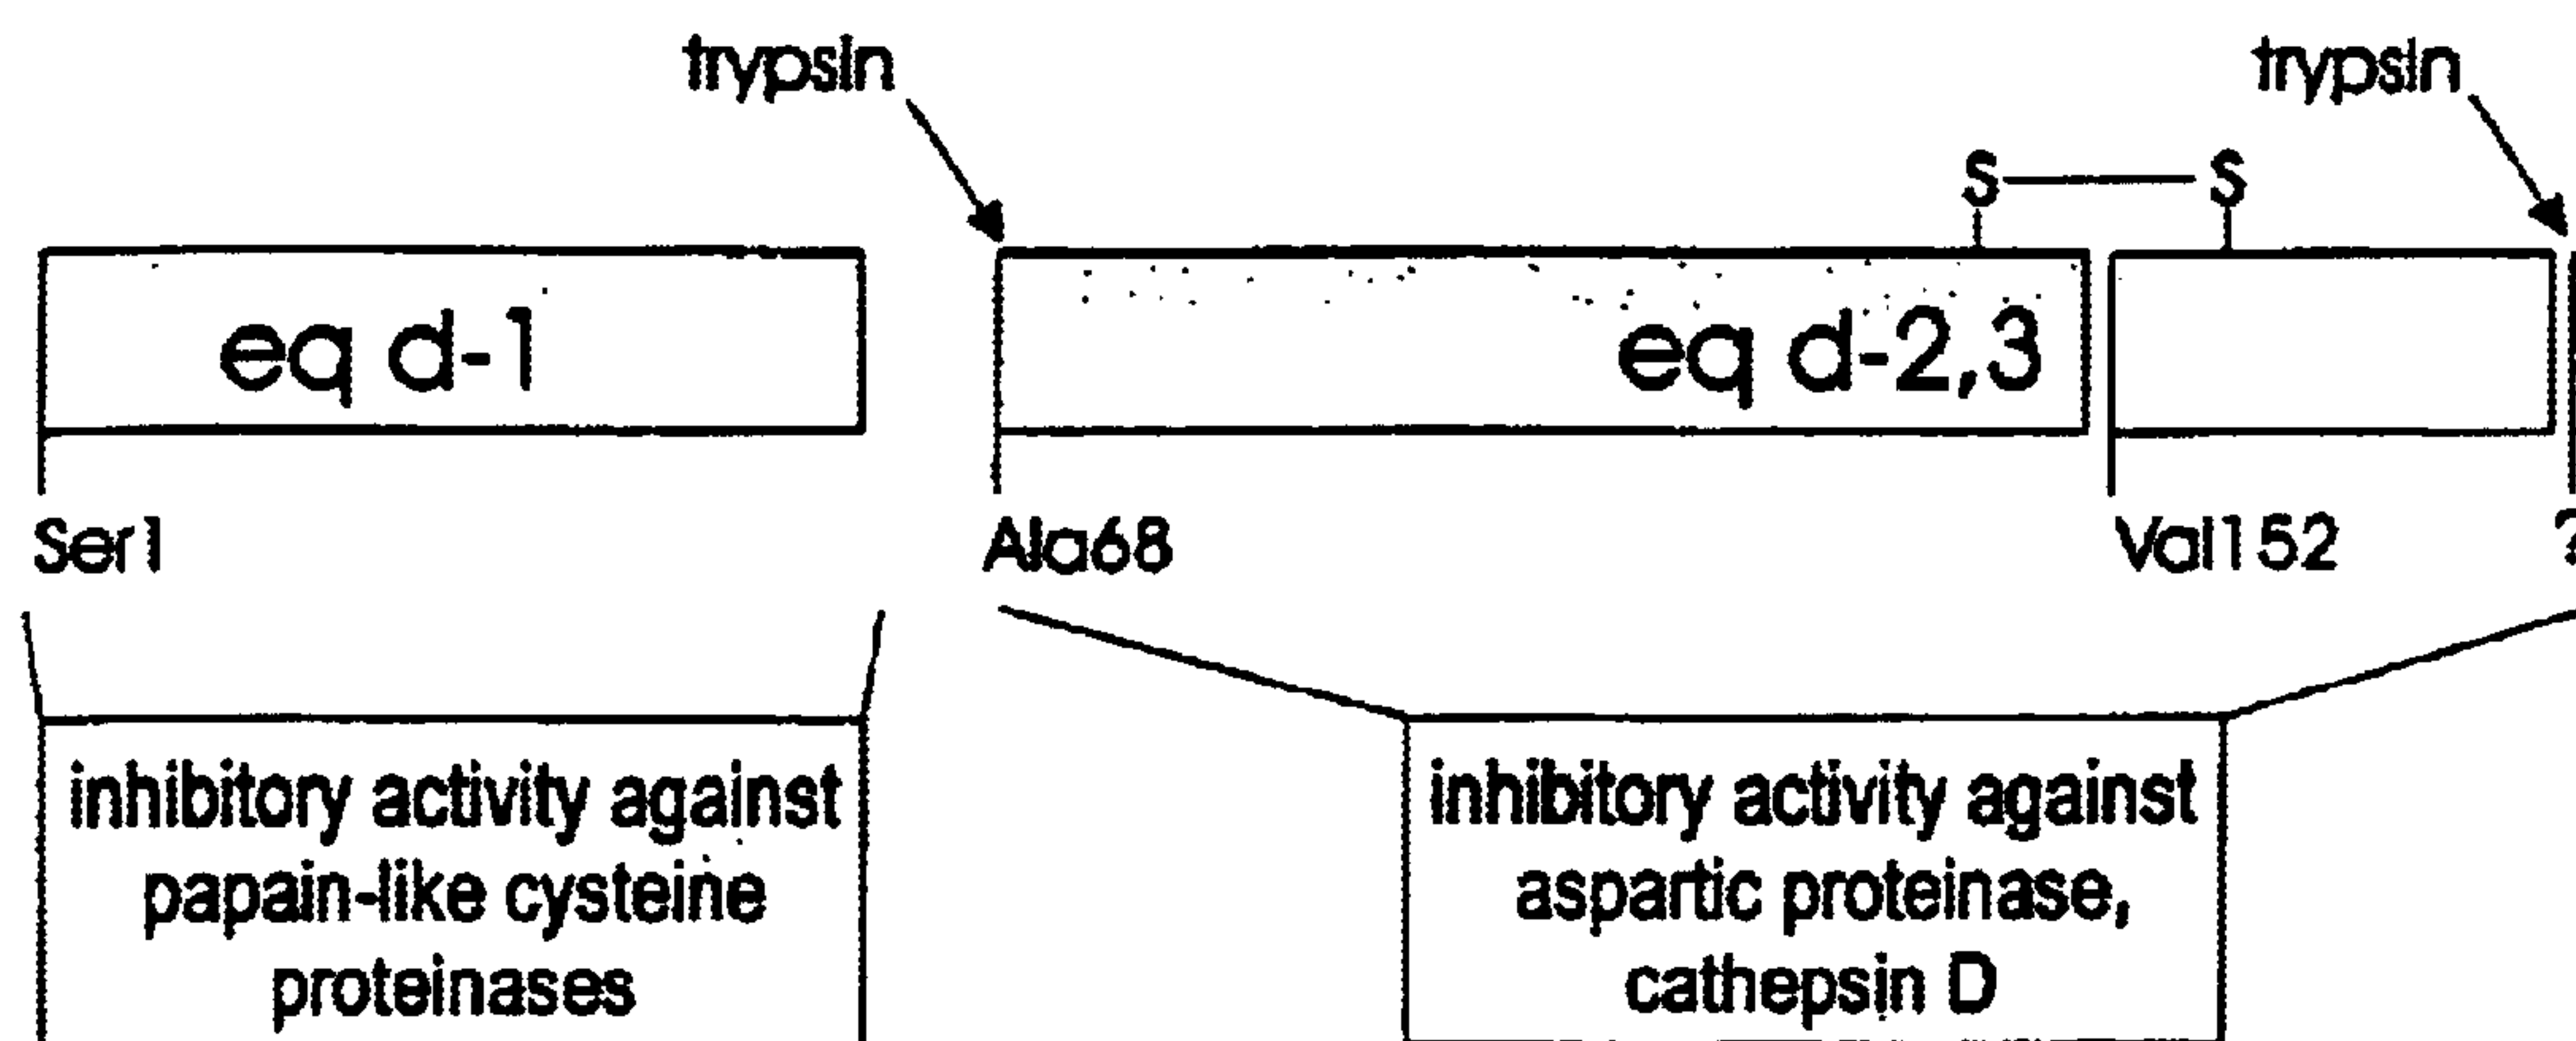 trypsin
trypsin
S
S
eq d-1
eq d-2,3
Ser1
Ala68
Val152
?
inhibitory activity against
papain-like cysteine
proteinases
inhibitory activity against
aspartic proteinase,
cathepsin D